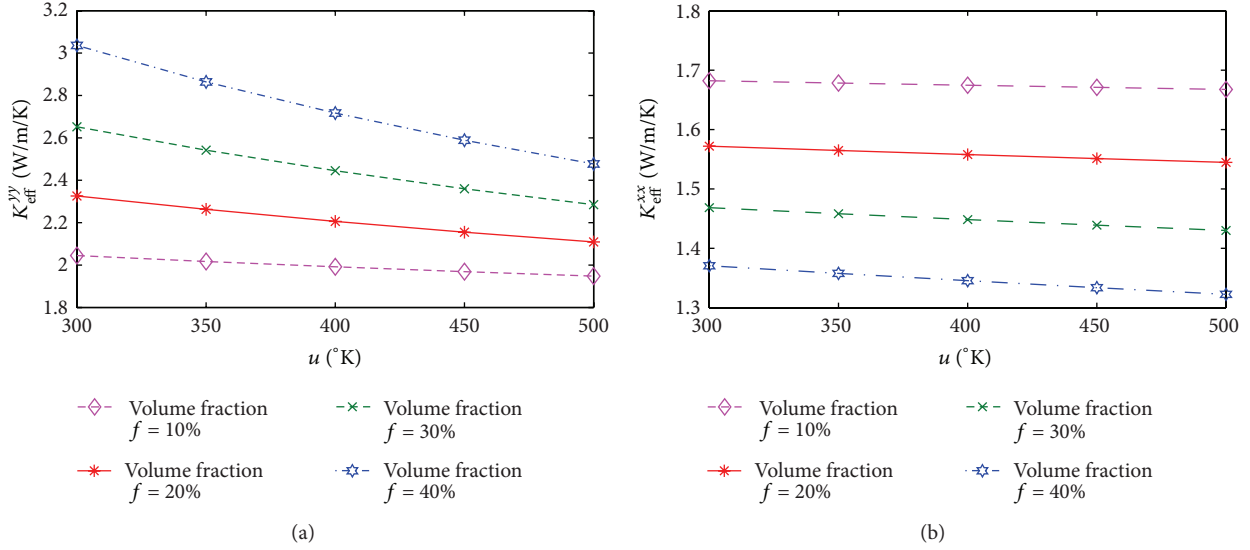 3.2
3
2.8
2.6
2.4
2.2
2
1.8
K_eff^yy (W/m/K)
300 350 400 450 500
u (°K)
Volume fraction
f = 10%
Volume fraction
f = 30%
Volume fraction
f = 20%
Volume fraction
f = 40%
(a)
1.8
1.7
1.6
1.5
1.4
1.3
K_eff^xx (W/m/K)
300 350 400 450 500
u (°K)
Volume fraction
f = 10%
Volume fraction
f = 30%
Volume fraction
f = 20%
Volume fraction
f = 40%
(b)